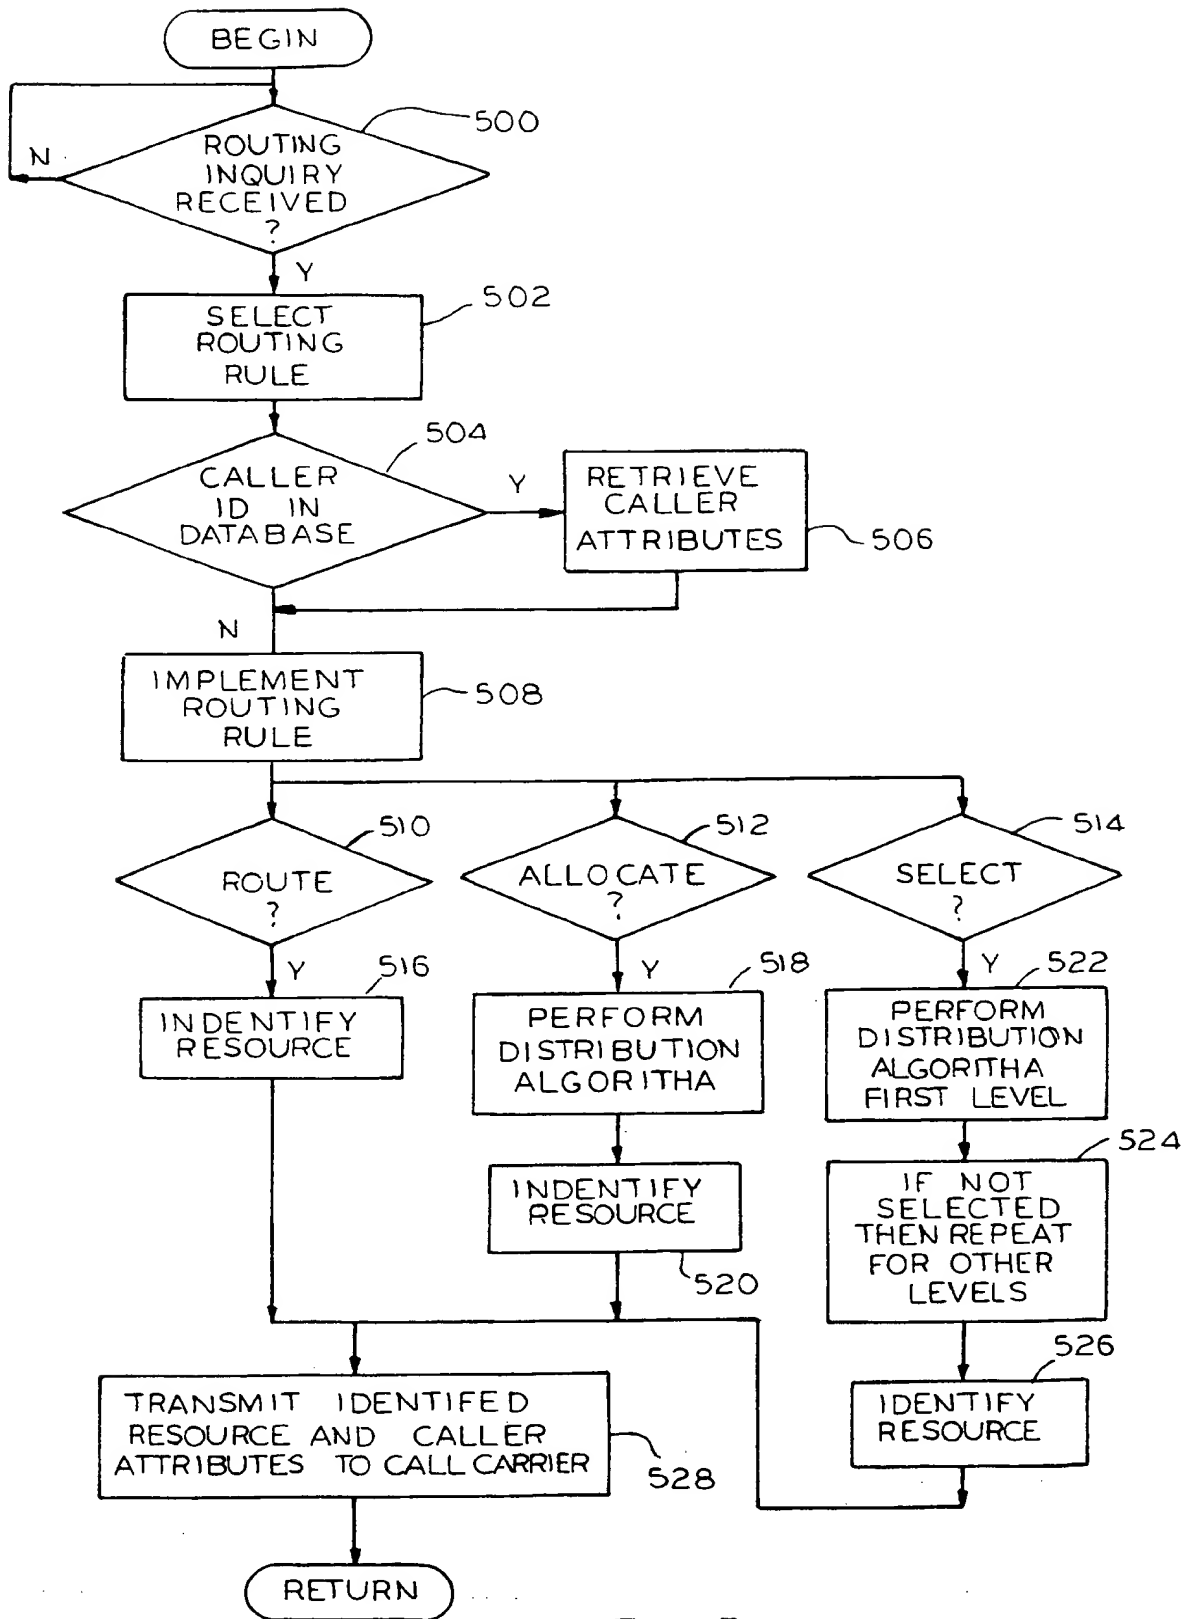 BEGIN
500
ROUTING
INQUIRY
RECEIVED
?
N
Y
502
SELECT
ROUTING
RULE
504
CALLER
ID IN
DATABASE
Y
RETRIEVE
CALLER
ATTRIBUTES
506
N
IMPLEMENT
ROUTING
RULE
508
510
ROUTE
?
512
ALLOCATE
?
514
SELECT
?
Y
516
INDENTIFY
RESOURCE
Y
518
PERFORM
DISTRIBUTION
ALGORITHA
Y
522
PERFORM
DISTRIBUTION
ALGORITHA
FIRST LEVEL
INDENTIFY
RESOURCE
520
524
IF NOT
SELECTED
THEN REPEAT
FOR OTHER
LEVELS
526
IDENTIFY
RESOURCE
TRANSMIT IDENTIFED
RESOURCE AND CALLER
ATTRIBUTES TO CALL CARRIER
528
RETURN